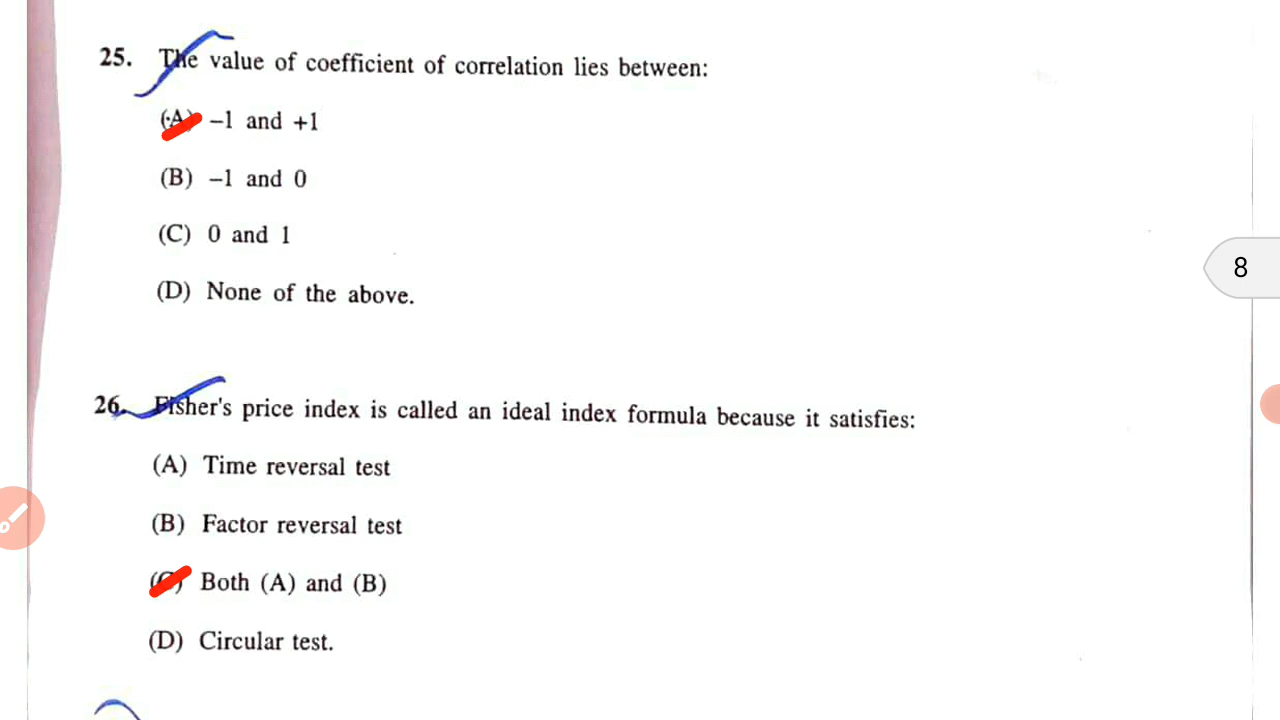 25. The value of coefficient of correlation lies between:
(A) –1 and +1
(B) –1 and 0
(C) 0 and 1
(D) None of the above.
8
26. Fisher's price index is called an ideal index formula because it satisfies:
(A) Time reversal test
(B) Factor reversal test
(C) Both (A) and (B)
(D) Circular test.